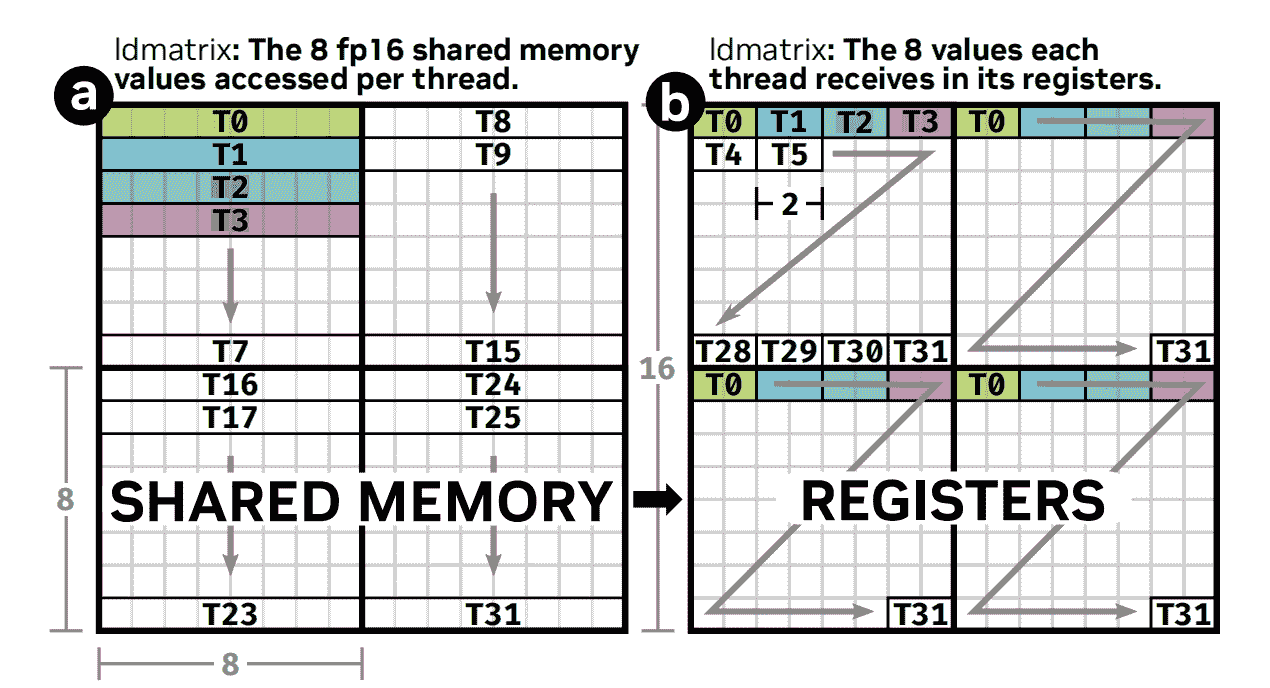 ldmatrix: The 8 fp16 shared memory
values accessed per thread.
a
T0 T8
T1 T9
T2
T3
T7 T15
T16 T24
T17 T25
SHARED MEMORY
T23 T31
8
8
ldmatrix: The 8 values each
thread receives in its registers.
b
T0 T1 T2 T3 T0
T4 T5
2
T28 T29 T30 T31 T31
16
T0 T0
REGISTERS
T31 T31